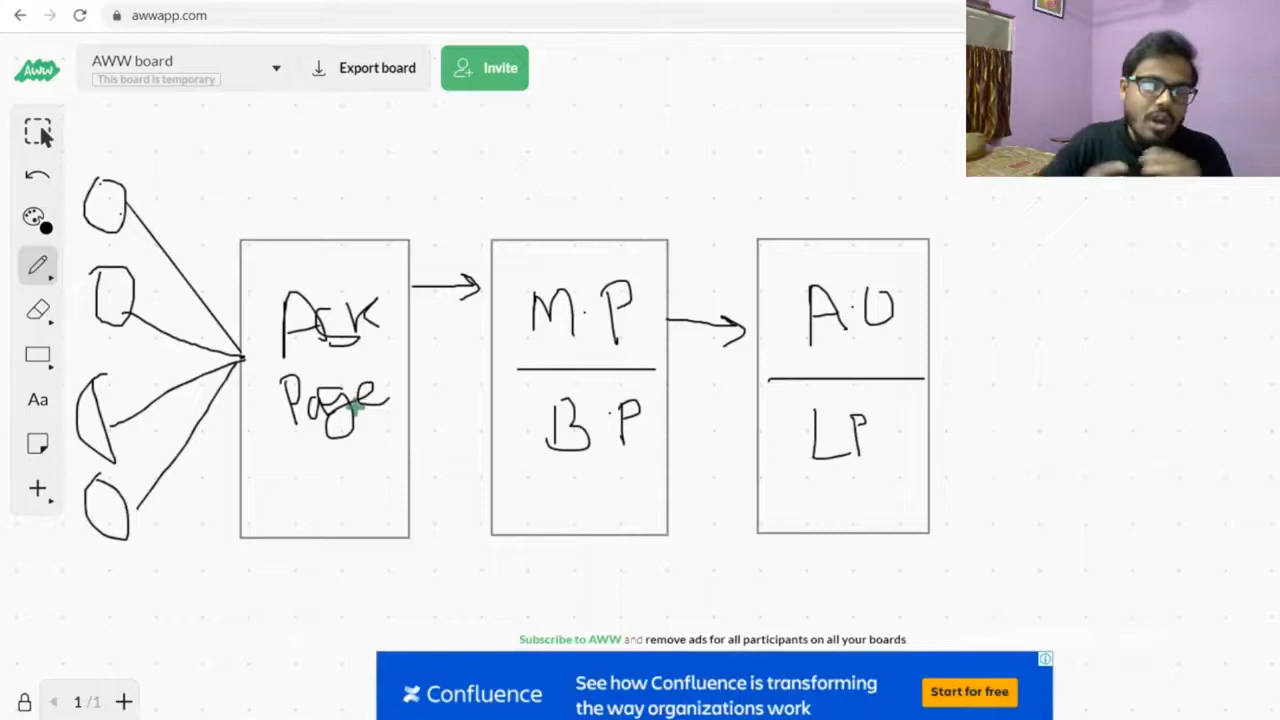 awwapp.com
AWW
AWW board
This board is temporary
Export board
Invite
Ask
Page
M.P
B.P
A.O
LP
Aa
Subscribe to AWW and remove ads for all participants on all your boards
Confluence
See how Confluence is transforming
the way organizations work
Start for free
1 /1